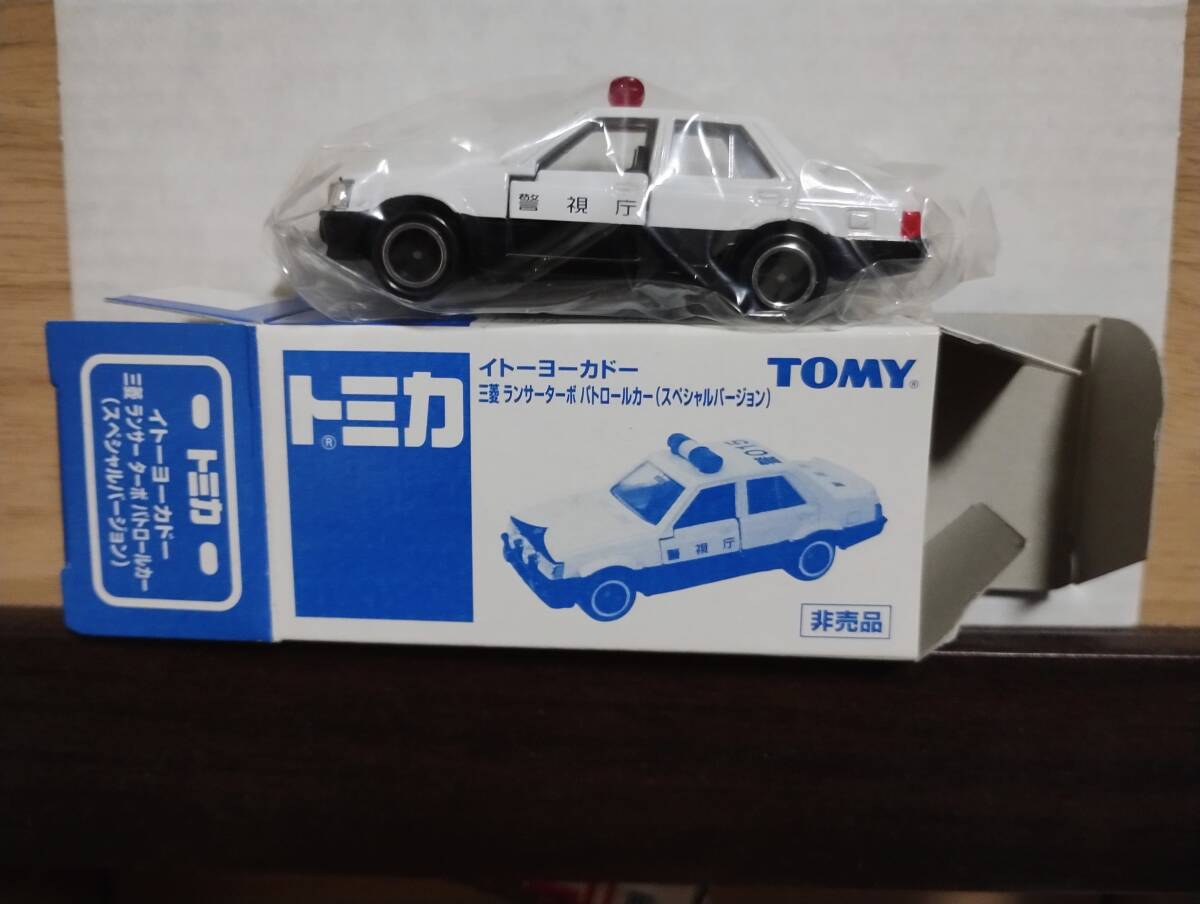 警視庁
トミカ®
イトーヨーカドー
三菱 ランサーターボ パトロールカー(スペシャルバージョン)
TOMY®
警視庁
非売品
トミカ
イトーヨーカドー
三菱 ランサーターボ パトロールカー
(スペシャルバージョン)